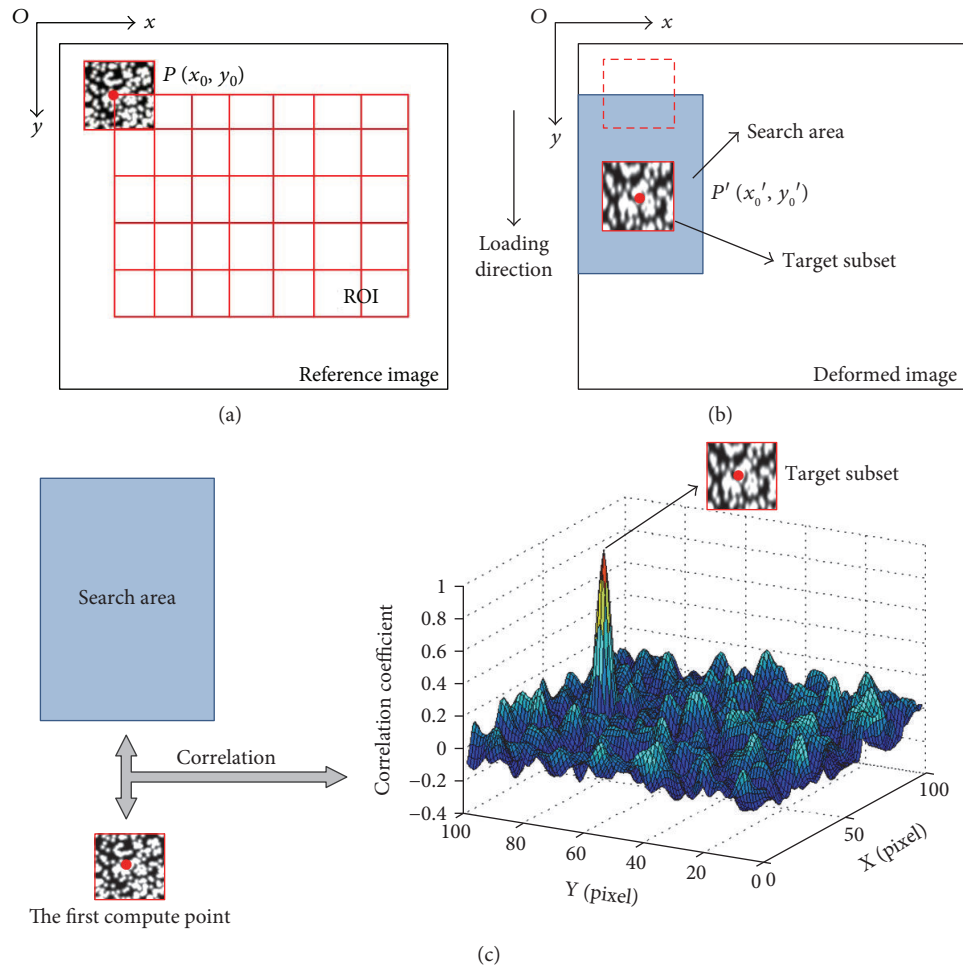 O
x
y
P (x₀, y₀)
ROI
Reference image
(a)
O
x
y
Search area
P′ (x₀′, y₀′)
Loading
direction
Target subset
Deformed image
(b)
Search area
Correlation
The first compute point
Target subset
Correlation coefficient
1
0.8
0.6
0.4
0.2
0
−0.2
−0.4
100
80
60
40
20
0
Y (pixel)
0
50
100
X (pixel)
(c)